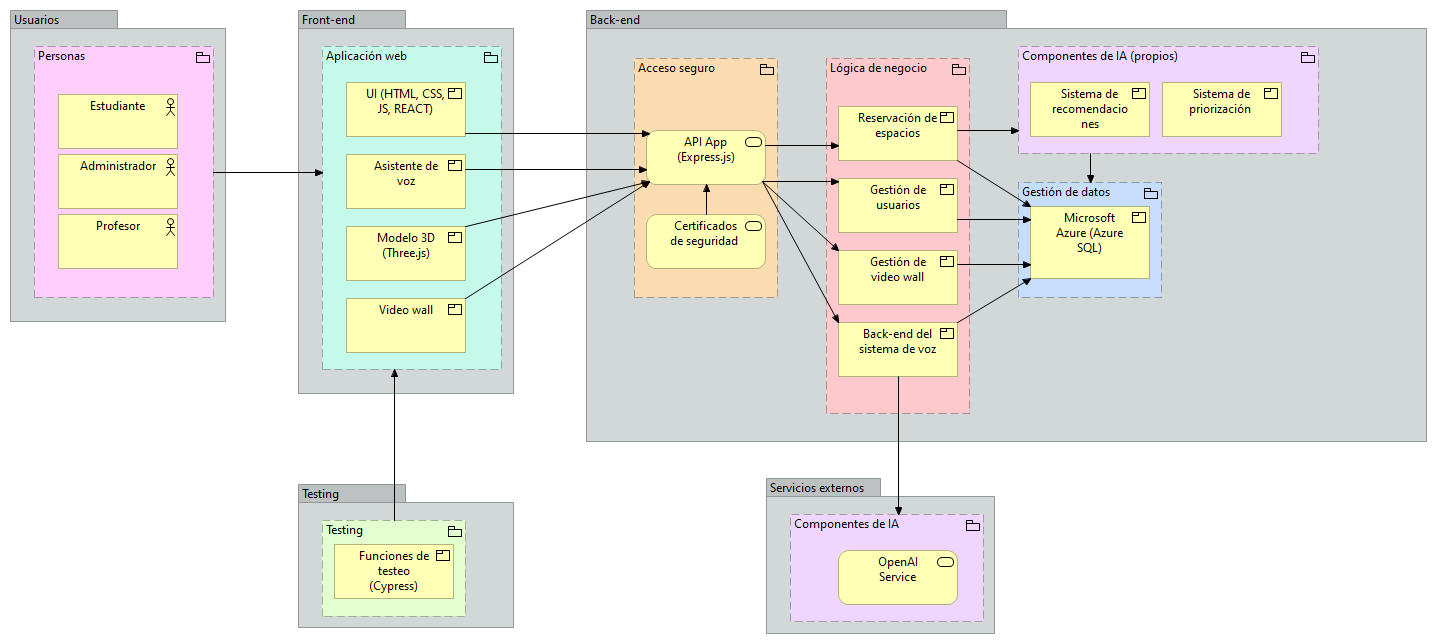 Usuarios
Personas
Estudiante
Administrador
Profesor
Front-end
Aplicación web
UI (HTML, CSS,
JS, REACT)
Asistente de
voz
Modelo 3D
(Three.js)
Video wall
Back-end
Acceso seguro
API App
(Express.js)
Certificados
de seguridad
Lógica de negocio
Reservación de
espacios
Gestión de
usuarios
Gestión de
video wall
Back-end del
sistema de voz
Componentes de IA (propios)
Sistema de
recomendacio
nes
Sistema de
priorización
Gestión de datos
Microsoft
Azure (Azure
SQL)
Testing
Testing
Funciones de
testeo
(Cypress)
Servicios externos
Componentes de IA
OpenAI
Service